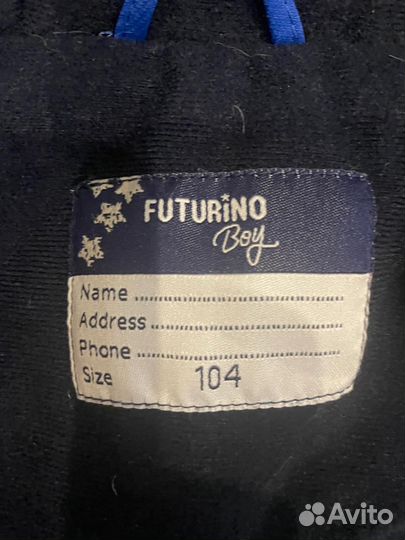 FUTURiNO
Boy
Name ........................
Address ........................
Phone ........................
Size 104
Avito